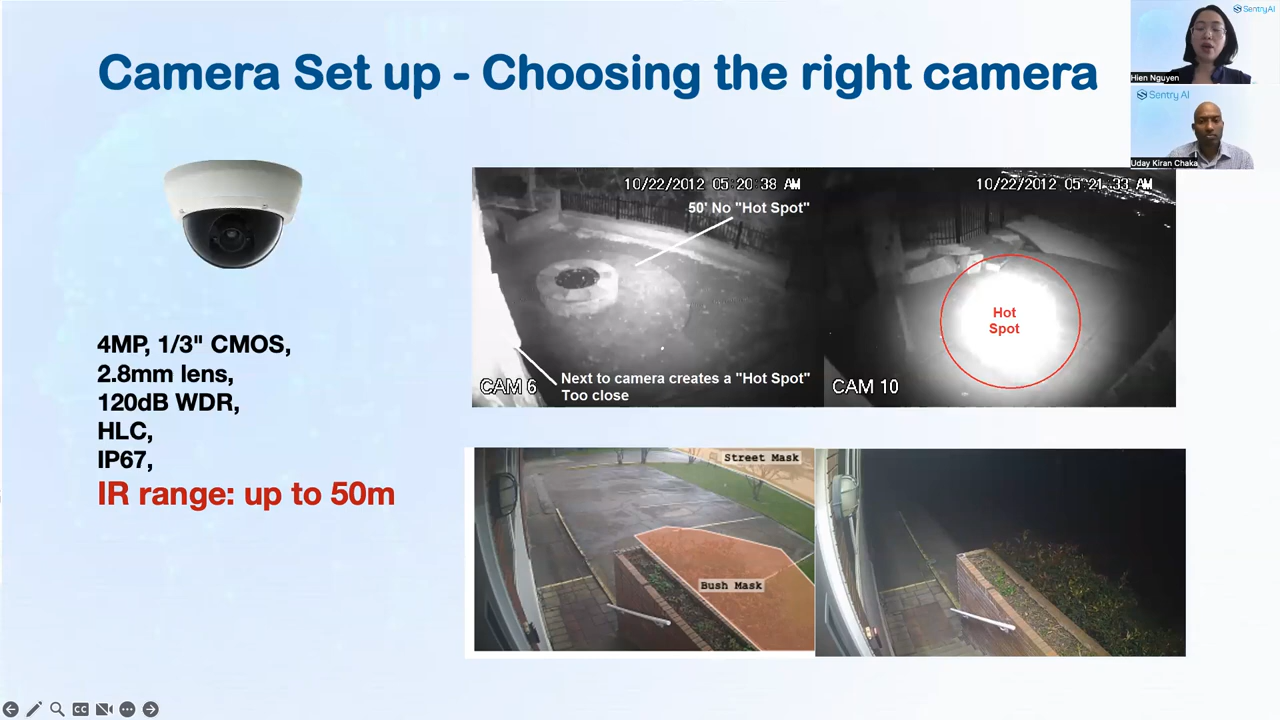 Camera Set up - Choosing the right camera
SentryAI
Hien Nguyen
Sentry AI
Uday Kiran Chaka
4MP, 1/3" CMOS,
2.8mm lens,
120dB WDR,
HLC,
IP67,
IR range: up to 50m
10/22/2012 05:20:38 AM
50' No "Hot Spot"
Next to camera creates a "Hot Spot"
Too close
CAM 6
10/22/2012 05:21:33 AM
Hot
Spot
CAM 10
Street Mask
Bush Mask
CC